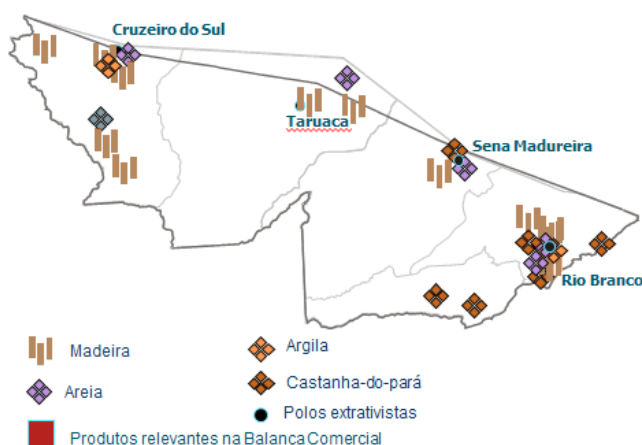 Cruzeiro do Sul
Taruaca
Sena Madureira
Rio Branco
Madeira
Argila
Areia
Castanha-do-pará
Polos extrativistas
Produtos relevantes na Balanca Comercial